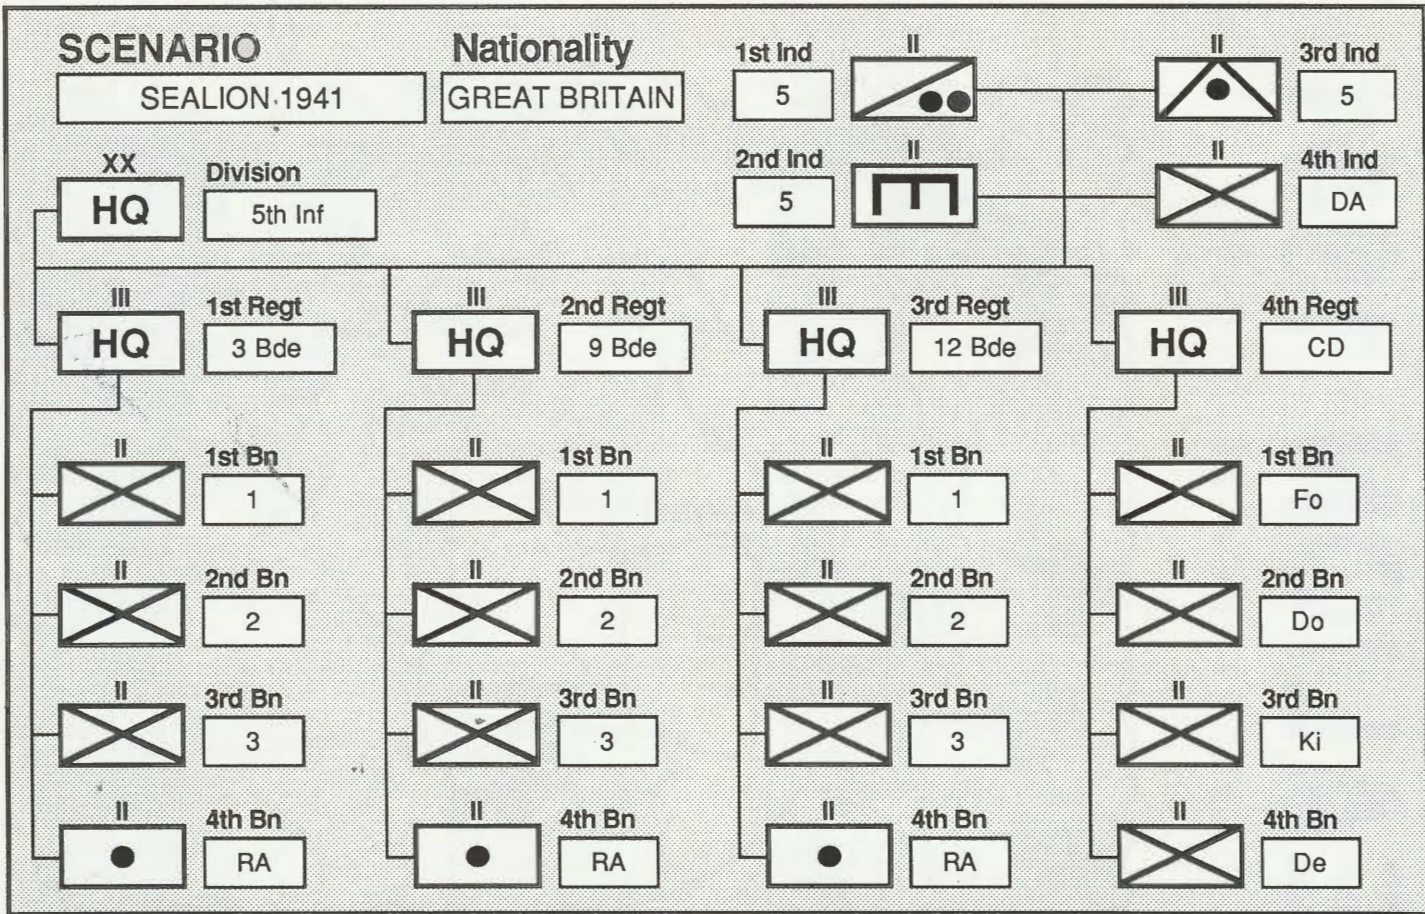 SCENARIO Nationality
SEALION 1941 GREAT BRITAIN
1st Ind II II 3rd Ind
5 5
XX Division
HQ 5th Inf
2nd Ind II II 4th Ind
5 DA
III 1st Regt III 2nd Regt III 3rd Regt III 4th Regt
HQ 3 Bde HQ 9 Bde HQ 12 Bde HQ CD
II 1st Bn II 1st Bn II 1st Bn II 1st Bn
1 1 1 Fo
II 2nd Bn II 2nd Bn II 2nd Bn II 2nd Bn
2 2 2 Do
II 3rd Bn II 3rd Bn II 3rd Bn II 3rd Bn
3 3 3 Ki
II 4th Bn II 4th Bn II 4th Bn II 4th Bn
RA RA RA De